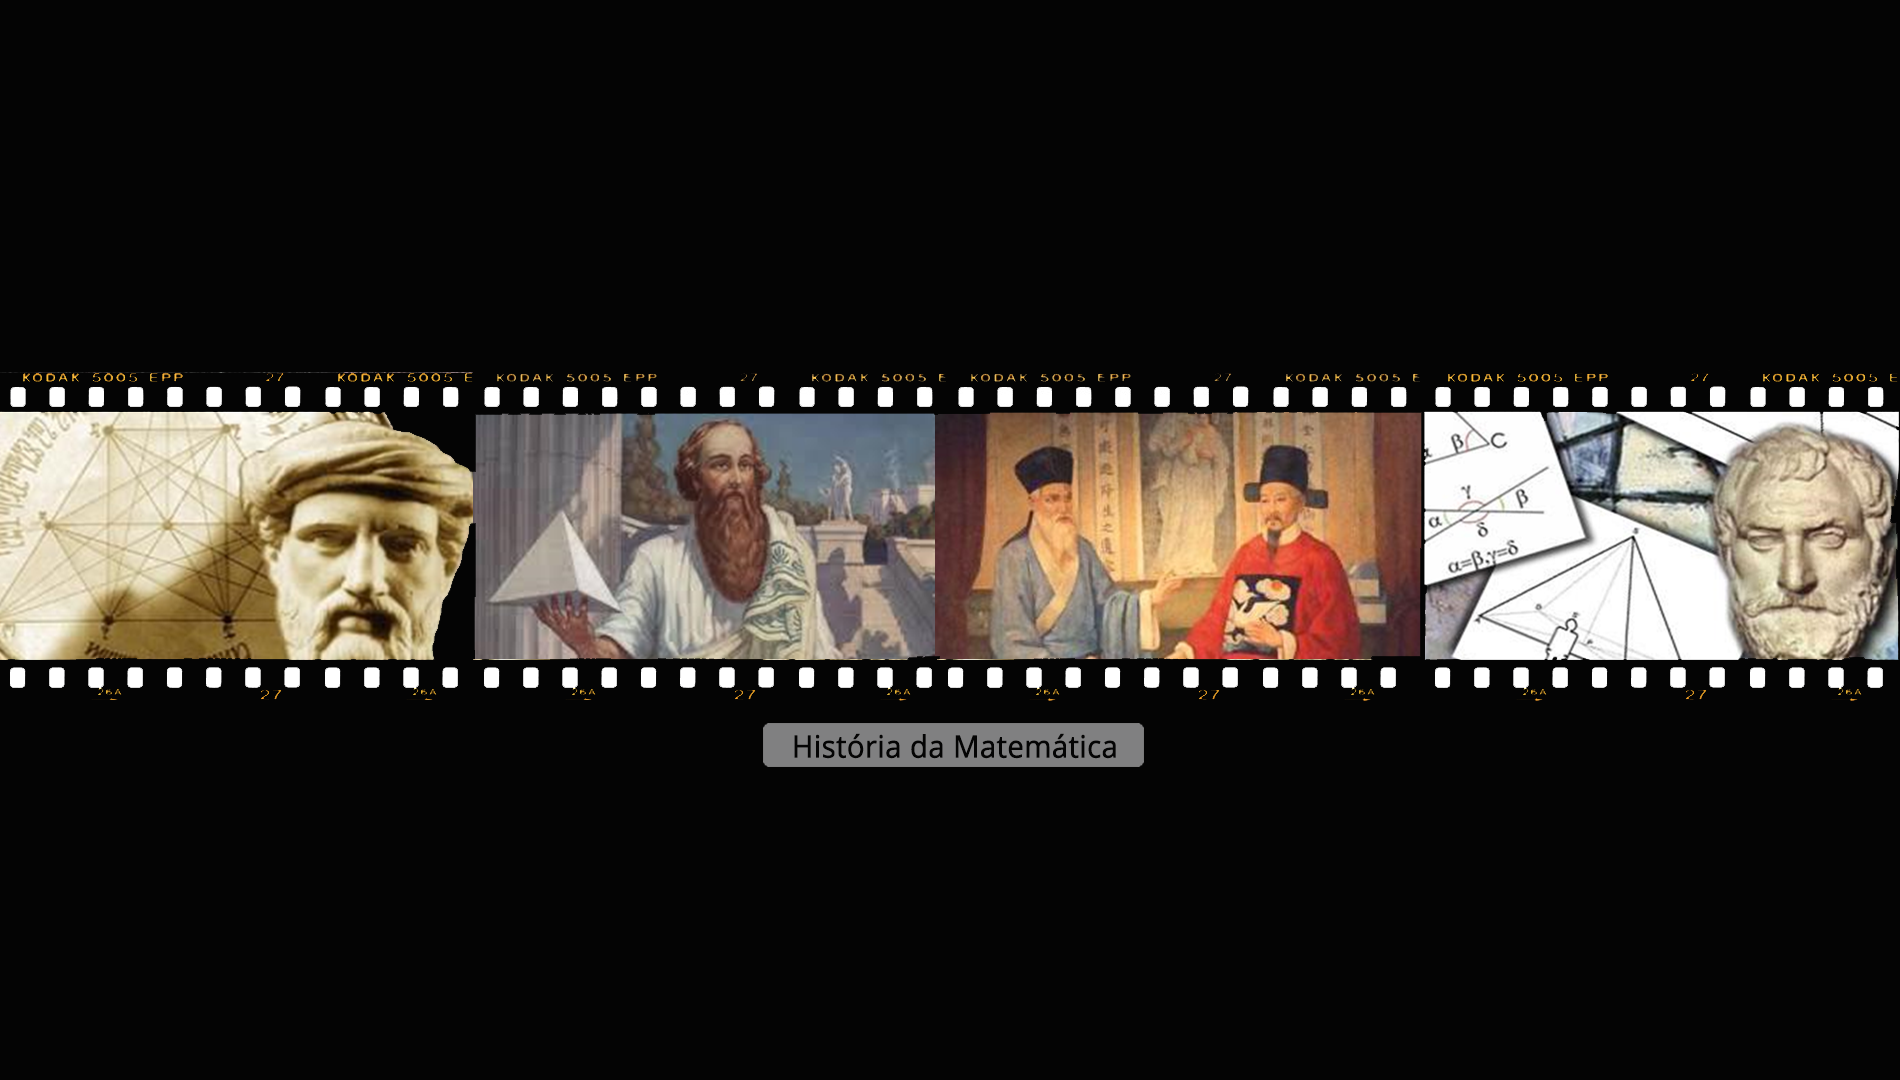 KODAK 5005 EPP 27 KODAK 5005 E KODAK 5005 EPP 27 KODAK 5005 E KODAK 5005 EPP 27 KODAK 5005 E KODAK 5005 EPP 27 KODAK 5005 E
β C
γ
α β
δ
α=β,γ=δ
26A 27 26A 26A 27 26A 26A 27 26A 26A 27 26A
História da Matemática